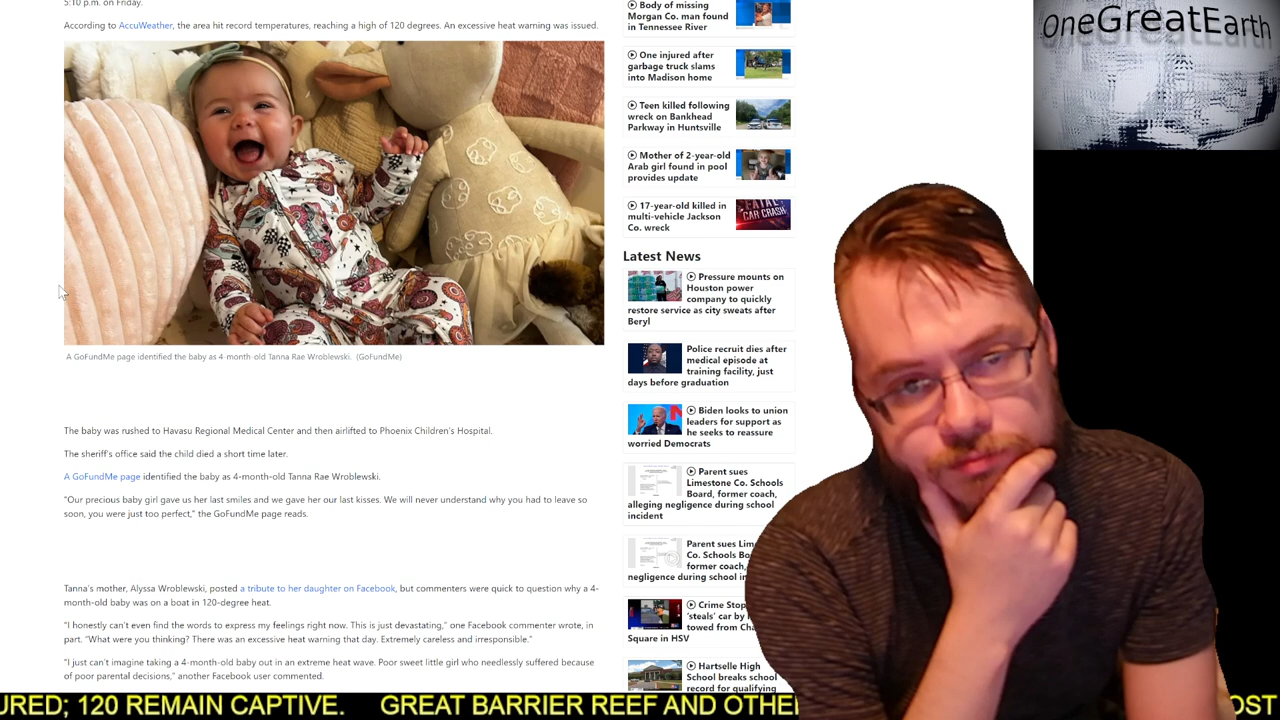 5:10 p.m. on Friday.
According to AccuWeather, the area hit record temperatures, reaching a high of 120 degrees. An excessive heat warning was issued.
A GoFundMe page identified the baby as 4-month-old Tanna Rae Wroblewski. (GoFundMe)
The baby was rushed to Havasu Regional Medical Center and then airlifted to Phoenix Children's Hospital.
The sheriff's office said the child died a short time later.
A GoFundMe page identified the baby as 4-month-old Tanna Rae Wroblewski.
"Our precious baby girl gave us her last smiles and we gave her our last kisses. We will never understand why you had to leave so
soon, you were just too perfect," the GoFundMe page reads.
Tanna's mother, Alyssa Wroblewski, posted a tribute to her daughter on Facebook, but commenters were quick to question why a 4-
month-old baby was on a boat in 120-degree heat.
"I honestly can't even find the words to express my feelings right now. This is just devastating," one Facebook commenter wrote, in
part. "What were you thinking? There was an excessive heat warning that day. Extremely careless and irresponsible."
"I just can't imagine taking a 4-month-old baby out in an extreme heat wave. Poor sweet little girl who needlessly suffered because
of poor parental decisions," another Facebook user commented.
Body of missing
Morgan Co. man found
in Tennessee River
One injured after
garbage truck slams
into Madison home
Teen killed following
wreck on Bankhead
Parkway in Huntsville
Mother of 2-year-old
Arab girl found in pool
provides update
17-year-old killed in
multi-vehicle Jackson
Co. wreck
FATAL
CAR CRASH
Latest News
Pressure mounts on
Houston power
company to quickly
restore service as city sweats after
Beryl
Police recruit dies after
medical episode at
training facility, just
days before graduation
Biden looks to union
leaders for support as
he seeks to reassure
worried Democrats
Parent sues
Limestone Co. Schools
Board, former coach,
alleging negligence during school
incident
Parent sues Lim
Co. Schools Bo
former coach,
negligence during school in
Crime Stop
'steals' car by
towed from Cha
Square in HSV
Hartselle High
School breaks school
record for qualifying
OneGreatEarth
URED; 120 REMAIN CAPTIVE. GREAT BARRIER REEF AND OTHE OST